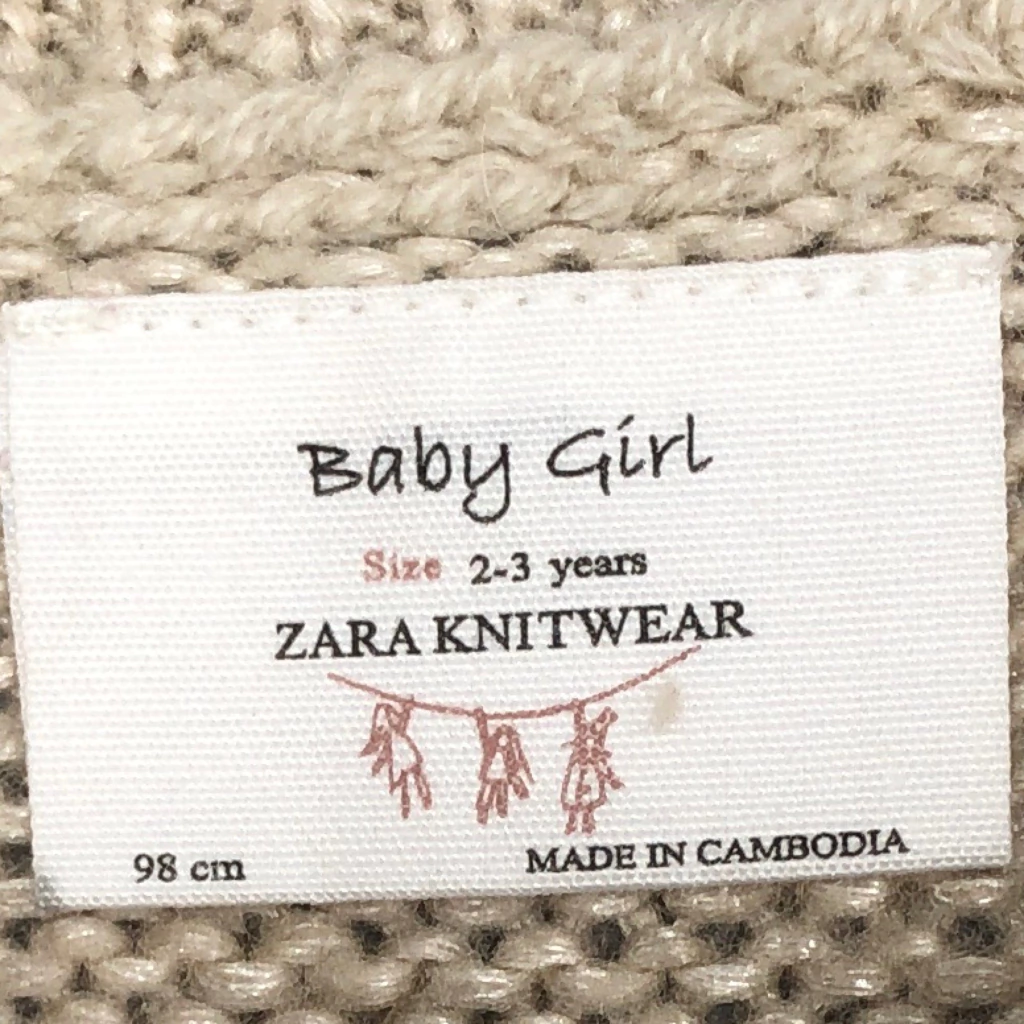 Baby Girl
Size 2-3 years
ZARA KNITWEAR
98 cm
MADE IN CAMBODIA